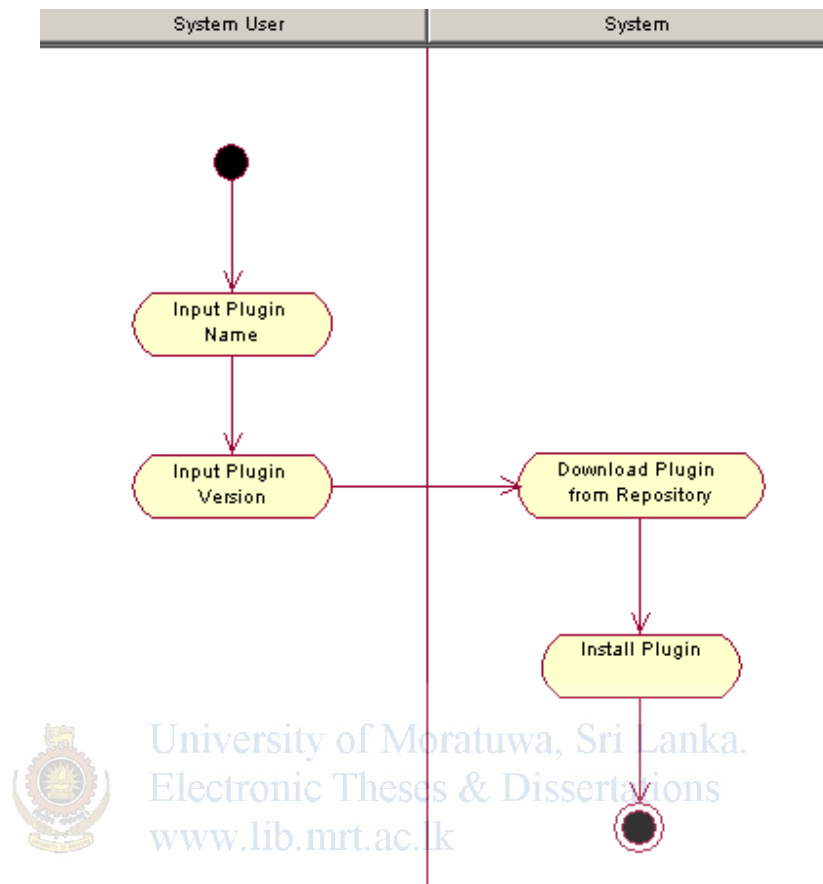 System User
System
Input Plugin
Name
Input Plugin
Version
Download Plugin
from Repository
Install Plugin
University of Moratuwa, Sri Lanka.
Electronic Theses & Dissertations
www.lib.mrt.ac.lk